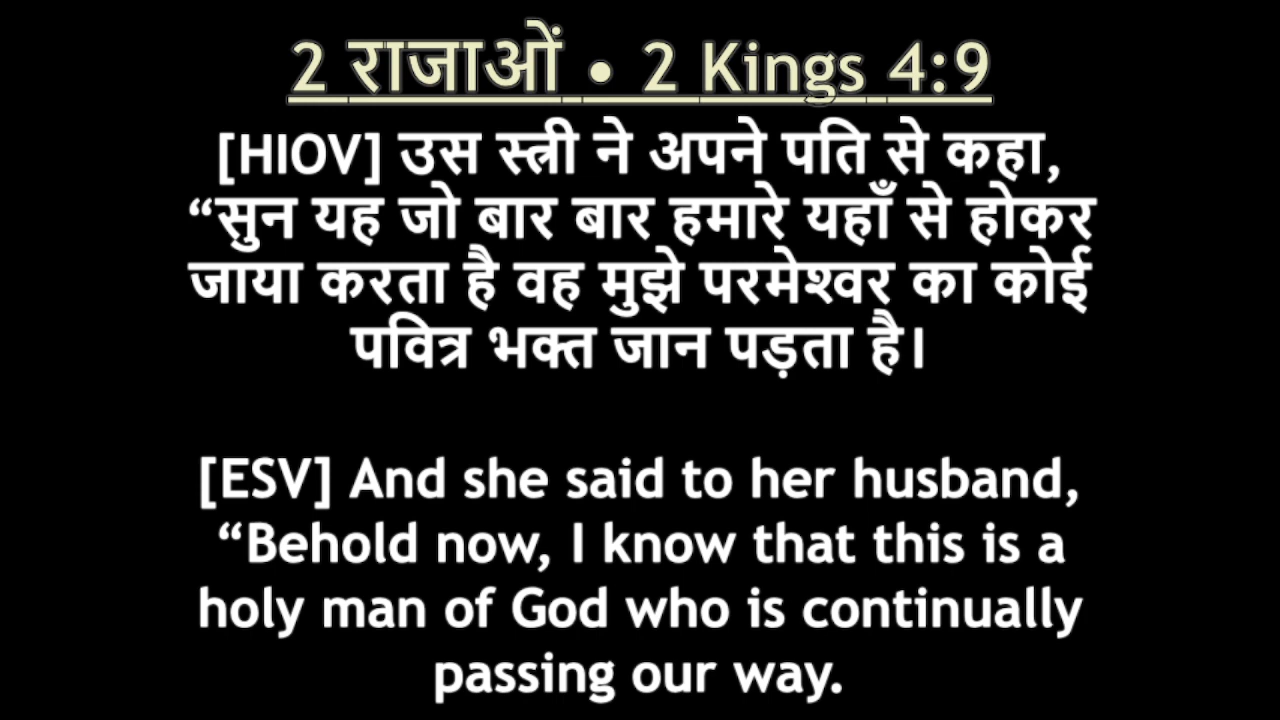 2 राजाओं • 2 Kings 4:9
[HIOV] उस स्त्री ने अपने पति से कहा,
“सुन यह जो बार बार हमारे यहाँ से होकर
जाया करता है वह मुझे परमेश्वर का कोई
पवित्र भक्त जान पड़ता है।
[ESV] And she said to her husband,
“Behold now, I know that this is a
holy man of God who is continually
passing our way.